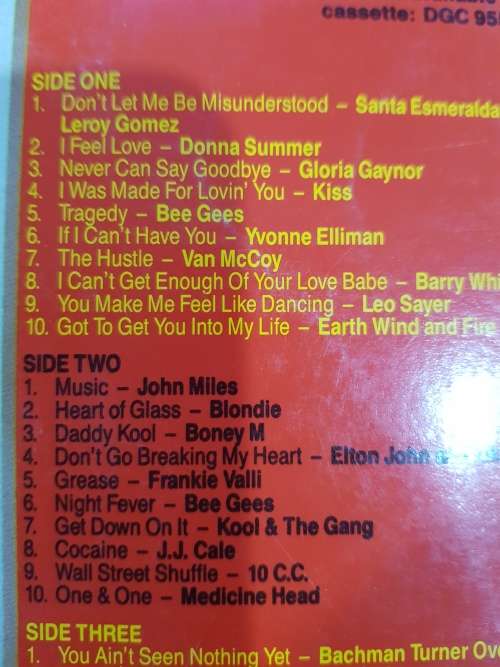 cassette: DGC 95
SIDE ONE
1. Don't Let Me Be Misunderstood – Santa Esmeralda
Leroy Gomez
2. I Feel Love – Donna Summer
3. Never Can Say Goodbye – Gloria Gaynor
4. I Was Made For Lovin' You – Kiss
5. Tragedy – Bee Gees
6. If I Can't Have You – Yvonne Elliman
7. The Hustle – Van McCoy
8. I Can't Get Enough Of Your Love Babe – Barry Whi
9. You Make Me Feel Like Dancing – Leo Sayer
10. Got To Get You Into My Life – Earth Wind and Fire
SIDE TWO
1. Music – John Miles
2. Heart of Glass – Blondie
3. Daddy Kool – Boney M
4. Don't Go Breaking My Heart – Elton John
5. Grease – Frankie Valli
6. Night Fever – Bee Gees
7. Get Down On It – Kool & The Gang
8. Cocaine – J.J. Cale
9. Wall Street Shuffle – 10 C.C.
10. One & One – Medicine Head
SIDE THREE
1. You Ain't Seen Nothing Yet – Bachman Turner Ov